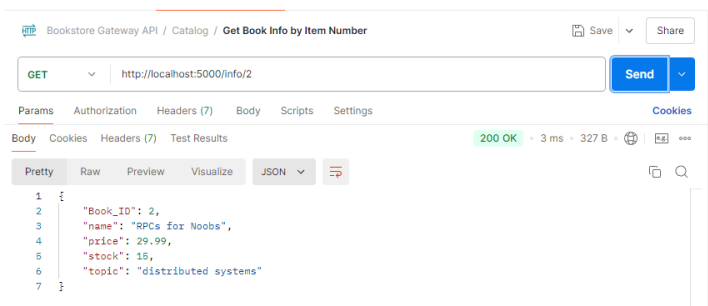 HTTP Bookstore Gateway API / Catalog / Get Book Info by Item Number Save Share
GET http://localhost:5000/info/2 Send
Params Authorization Headers (7) Body Scripts Settings Cookies
Body Cookies Headers (7) Test Results 200 OK • 3 ms • 327 B • e.g. ooo
Pretty Raw Preview Visualize JSON
1 {
2 "Book_ID": 2,
3 "name": "RPCs for Noobs",
4 "price": 29.99,
5 "stock": 15,
6 "topic": "distributed systems"
7 }